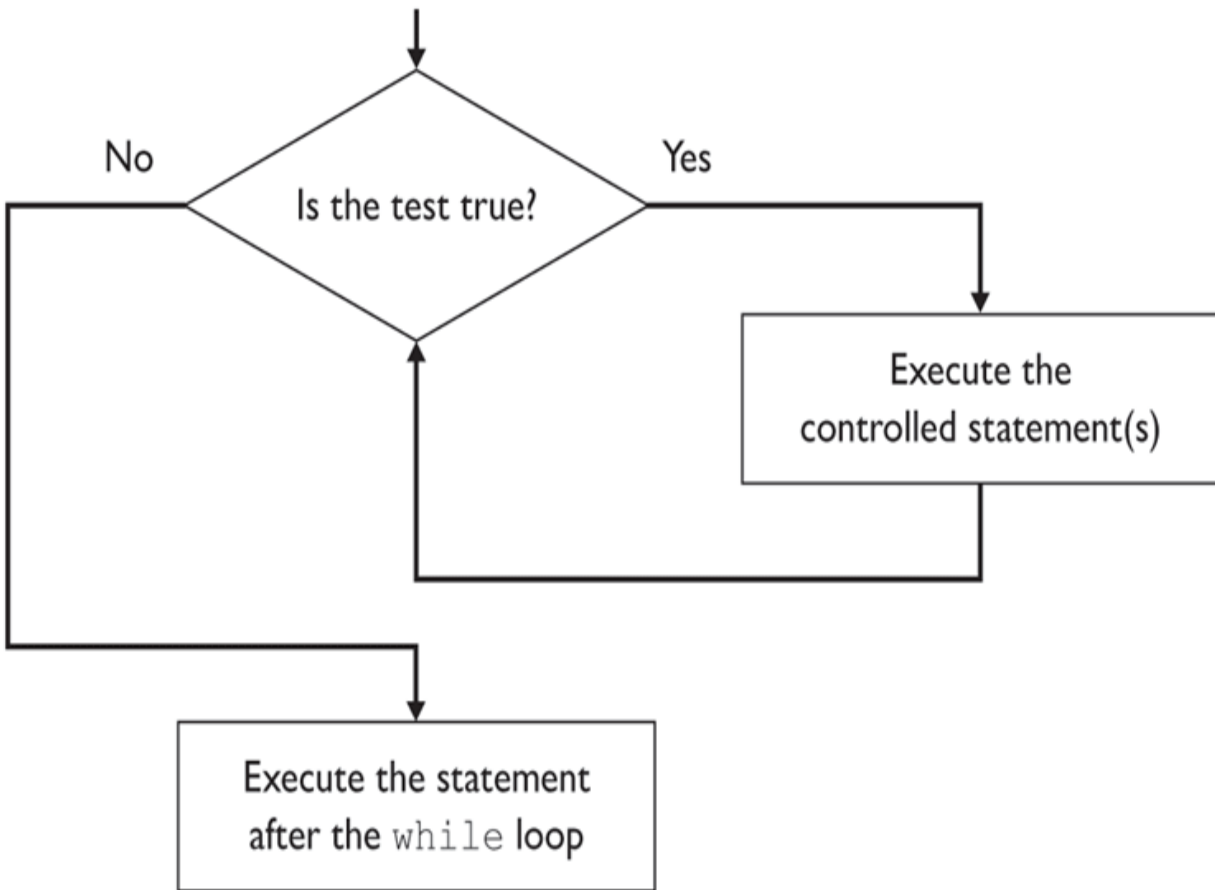 No
Yes
Is the test true?
Execute the
controlled statement(s)
Execute the statement
after the while loop